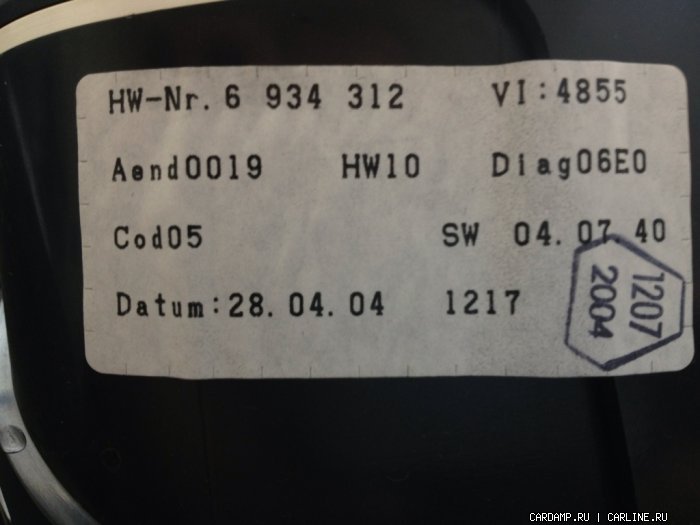 HW-Nr. 6 934 312 VI:4855
Aend0019 HW10 Diag06E0
Cod05 SW 04.07 40
Datum:28.04.04 1217
1207
2004
CARDAMP.RU | CARLINE.RU